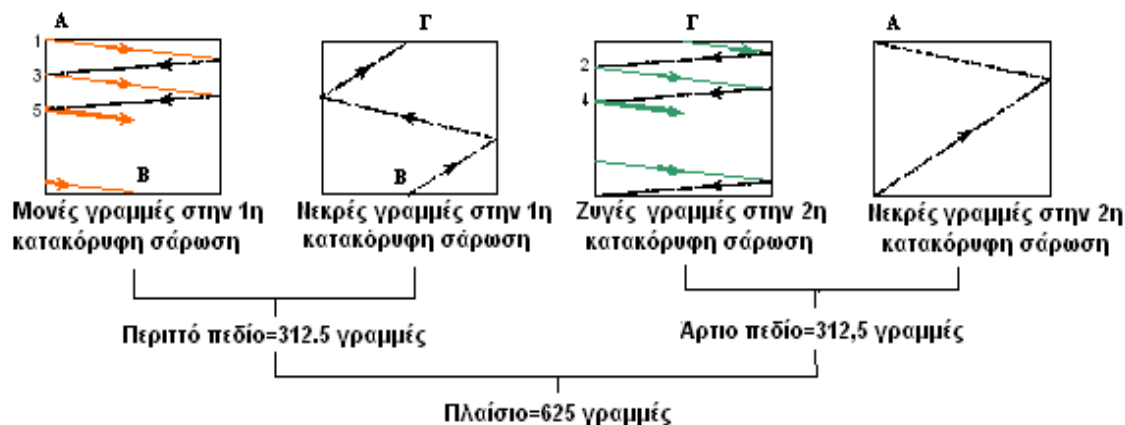 Α
Γ
Γ
Α
1
3
5
Β
Β
2
4
Μονές γραμμές στην 1η
κατακόρυφη σάρωση
Νεκρές γραμμές στην 1η
κατακόρυφη σάρωση
Ζυγές γραμμές στην 2η
κατακόρυφη σάρωση
Νεκρές γραμμές στην 2η
κατακόρυφη σάρωση
Περιττό πεδίο=312.5 γραμμές
Άρτιο πεδίο=312,5 γραμμές
Πλαίσιο=625 γραμμές